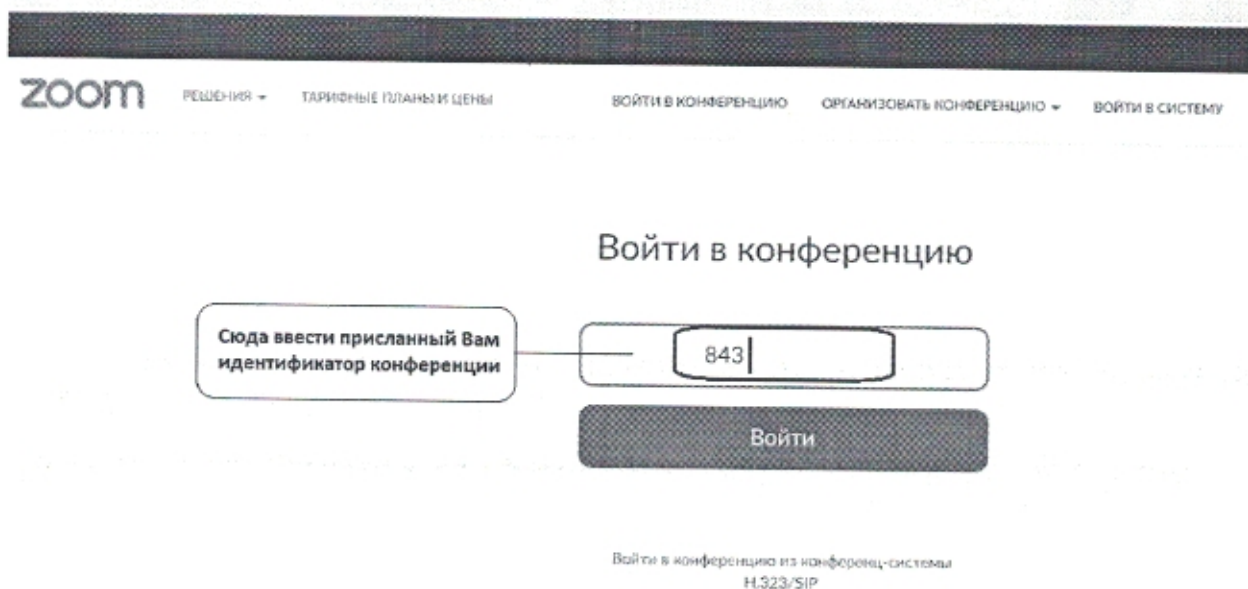 zoom РЕШЕНИЯ ТАРИФНЫЕ ПЛАНЫ И ЦЕНЫ ВОЙТИ В КОНФЕРЕНЦИЮ ОРГАНИЗОВАТЬ КОНФЕРЕНЦИЮ ВОЙТИ В СИСТЕМУ
Войти в конференцию
Сюда ввести присланный Вам
идентификатор конференции
843
Войти
Войти в конференцию из конференц-системы
H.323/SIP